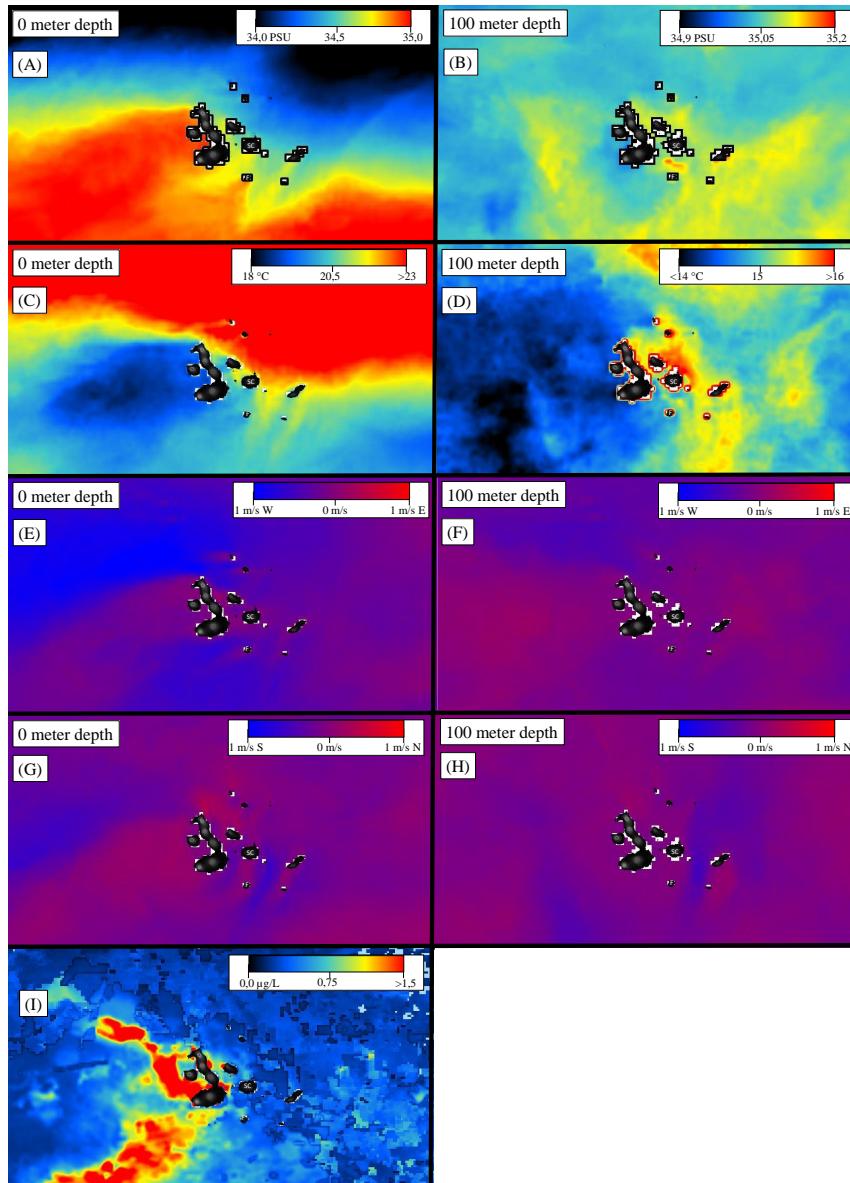 0 meter depth
34,0 PSU 34,5 35,0
(A)
SC
F
100 meter depth
34,9 PSU 35,05 35,2
(B)
SC
F
0 meter depth
18 °C 20,5 >23
(C)
SC
F
100 meter depth
<14 °C 15 >16
(D)
SC
F
0 meter depth
1 m/s W 0 m/s 1 m/s E
(E)
SC
F
100 meter depth
1 m/s W 0 m/s 1 m/s E
(F)
SC
F
0 meter depth
1 m/s S 0 m/s 1 m/s N
(G)
SC
F
100 meter depth
1 m/s S 0 m/s 1 m/s N
(H)
SC
F
0,0 µg/L 0,75 >1,5
(I)
SC